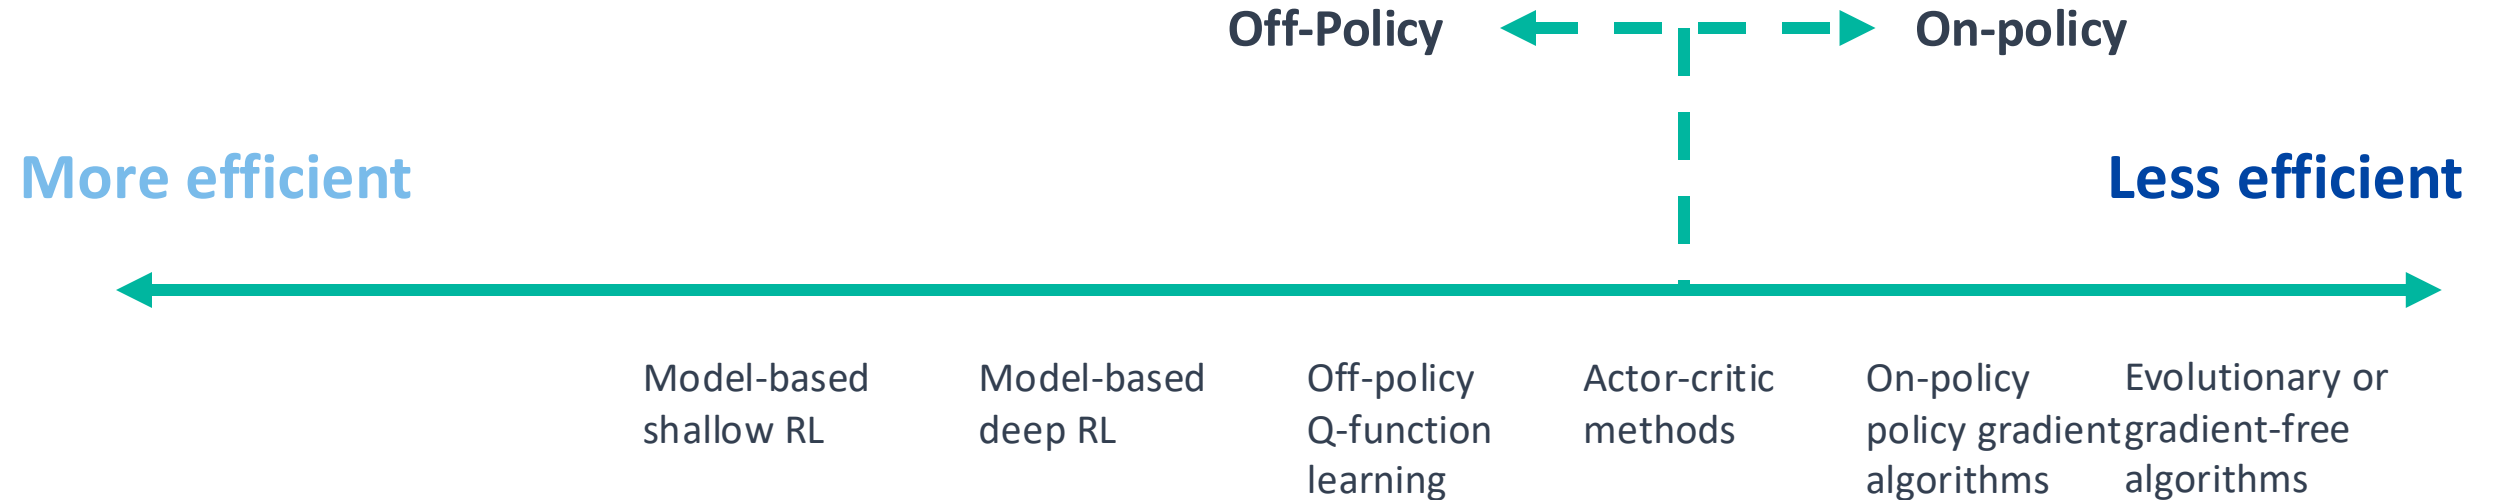 Off-Policy
On-policy
More efficient
Less efficient
Model-based
shallow RL
Model-based
deep RL
Off-policy
Q-function
learning
Actor-critic
methods
On-policy
policy gradient
algorithms
Evolutionary or
gradient-free
algorithms